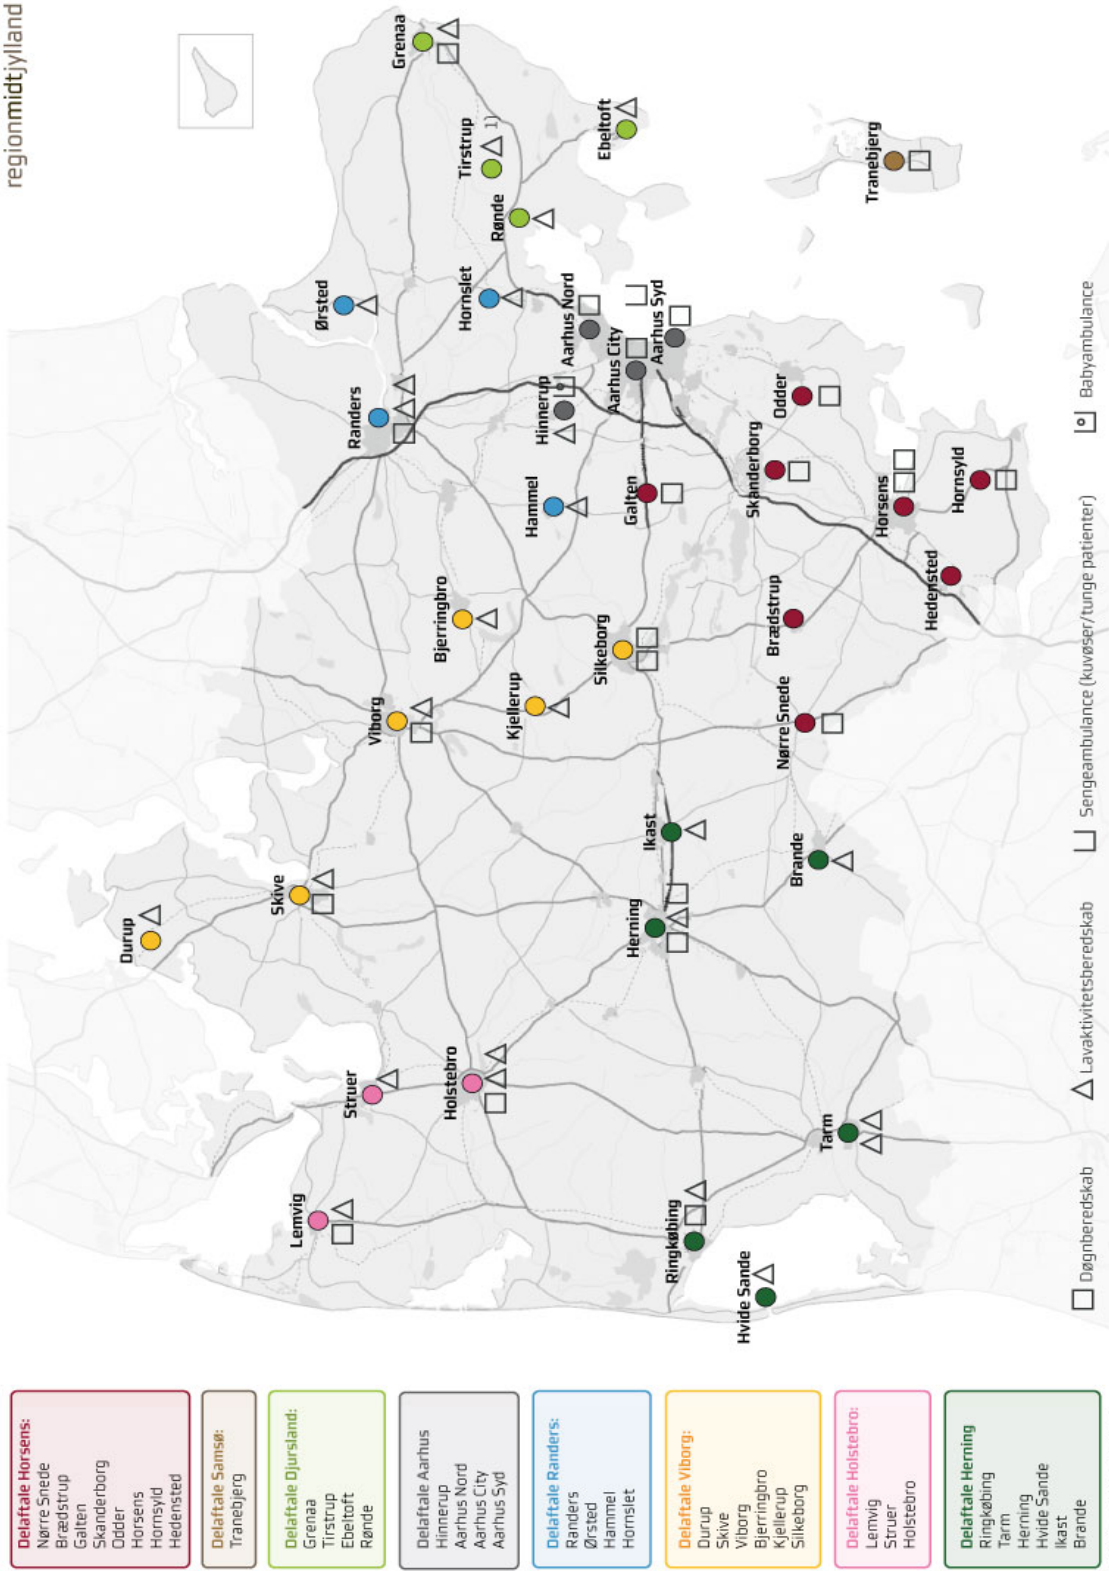 regionmidtjylland
Grenaa
Tirstrup
1)
Ebeltoft
Rønde
Tranebjerg
Ørsted
Hornslet
Aarhus Nord
Aarhus City
Aarhus Syd
Randers
Hinnerup
Odder
Hammel
Galten
Skanderborg
Horsens
Hornsyld
Hedensted
Bjerringbro
Silkeborg
Brædstrup
Viborg
Kjellerup
Nørre Snede
Ikast
Brande
Skive
Durup
Herning
Struer
Holstebro
Tarm
Lemvig
Ringkøbing
Hvide Sande
Døgnberedskab
Lavaktivitetsberedskab
Sengeambulance (kuvøser/tunge patienter)
Babyambulance
Delaftale Horsens:
Nørre Snede
Brædstrup
Galten
Skanderborg
Odder
Horsens
Hornsyld
Hedensted
Delaftale Samsø:
Tranebjerg
Delaftale Djursland:
Grenaa
Tirstrup
Ebeltoft
Rønde
Delaftale Aarhus
Hinnerup
Aarhus Nord
Aarhus City
Aarhus Syd
Delaftale Randers:
Randers
Ørsted
Hammel
Hornslet
Delaftale Viborg:
Durup
Skive
Viborg
Bjerringbro
Kjellerup
Silkeborg
Delaftale Holstebro:
Lemvig
Struer
Holstebro
Delaftale Herning
Ringkøbing
Tarm
Herning
Hvide Sande
Ikast
Brande